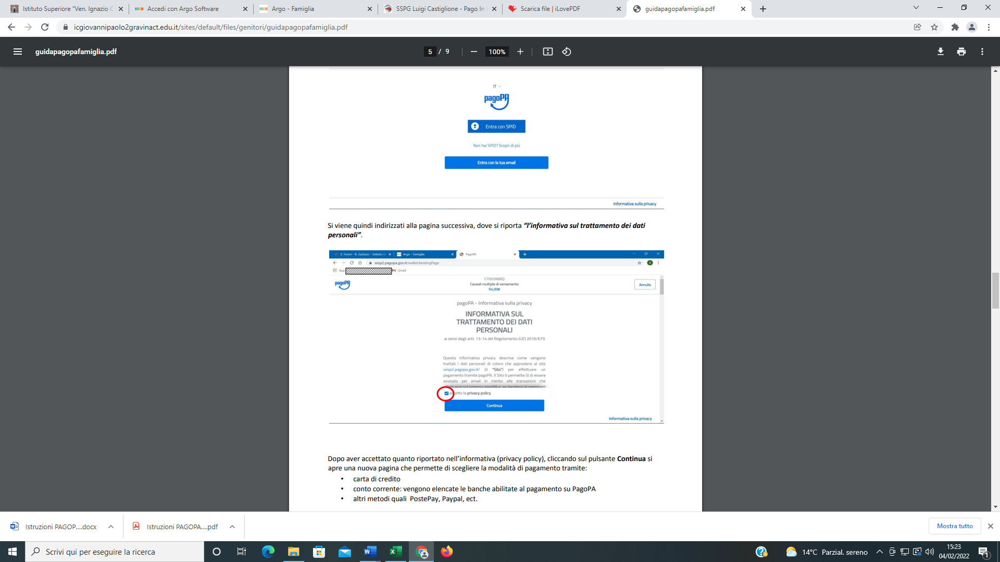 Istituto Superiore "Ven. Ignazio C
Accedi con Argo Software
Argo - Famiglia
SSPG Luigi Castiglione - Pago In
Scarica file | iLovePDF
guidapagopafamiglia.pdf
icgiovannipaolo2gravinact.edu.it/sites/default/files/genitori/guidapagopafamiglia.pdf
guidapagopafamiglia.pdf
5 / 9
100%
IT
pagoPA
Entra con SPID
Non hai SPID? Scopri di più
Entra con la tua email
Informativa sulla privacy
Si viene quindi indirizzati alla pagina successiva, dove si riporta “l’informativa sul trattamento dei dati
personali”.
E. Fermi – R. Guttuso – Istituto S
Argo - Famiglia
PagoPA
wisp2.pagopa.gov.it/wallet/landingPage
App
Gmail
pagoPA
CTIS03900Q
Causali multiple di versamento
54,00€
Annulla
pagoPA - Informativa sulla privacy
INFORMATIVA SUL
TRATTAMENTO DEI DATI
PERSONALI
ai sensi degli artt. 13-14 del Regolamento (UE) 2016/679
Questa informativa privacy descrive come vengono
trattati i dati personali di coloro che approdano al sito
wisp2.pagopa.gov.it/ (il "Sito") per effettuare un
pagamento tramite pagoPA. Il Sito ti permette (i) di essere
avvisato per email in merito alle transazioni che
effettuerai sul sistema pagoPA e, se deciderai di registrarti
accetto la privacy policy
Continua
Informativa sulla privacy
Dopo aver accettato quanto riportato nell’informativa (privacy policy), cliccando sul pulsante Continua si
apre una nuova pagina che permette di scegliere la modalità di pagamento tramite:
• carta di credito
• conto corrente: vengono elencate le banche abilitate al pagamento su PagoPA
• altri metodi quali PostePay, Paypal, ect.
Istruzioni PAGOP....docx
Istruzioni PAGOPA....pdf
Mostra tutto
Scrivi qui per eseguire la ricerca
14°C Parzial. sereno
15:23
04/02/2022
1